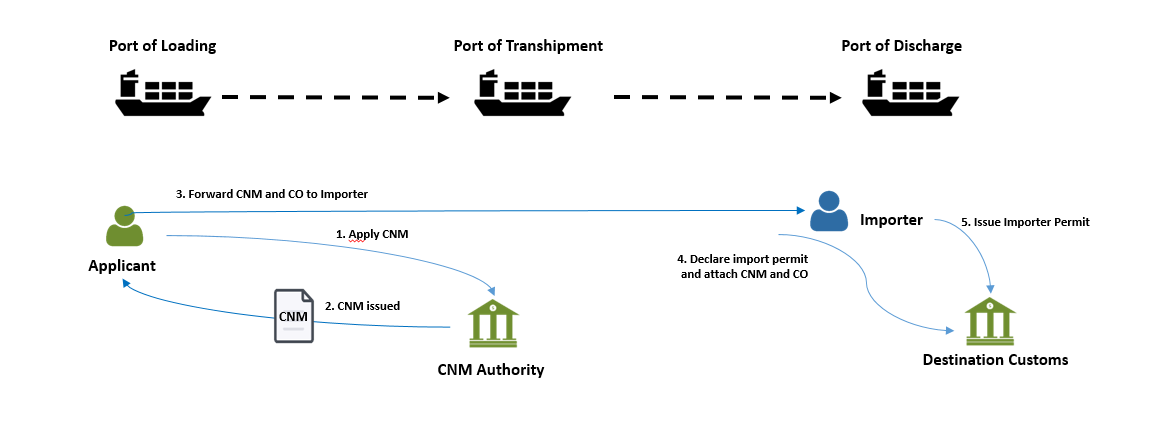 Port of Loading
Port of Transhipment
Port of Discharge
3. Forward CNM and CO to Importer
Importer
5. Issue Importer Permit
1. Apply CNM
Applicant
4. Declare import permit
and attach CNM and CO
2. CNM issued
CNM
CNM Authority
Destination Customs